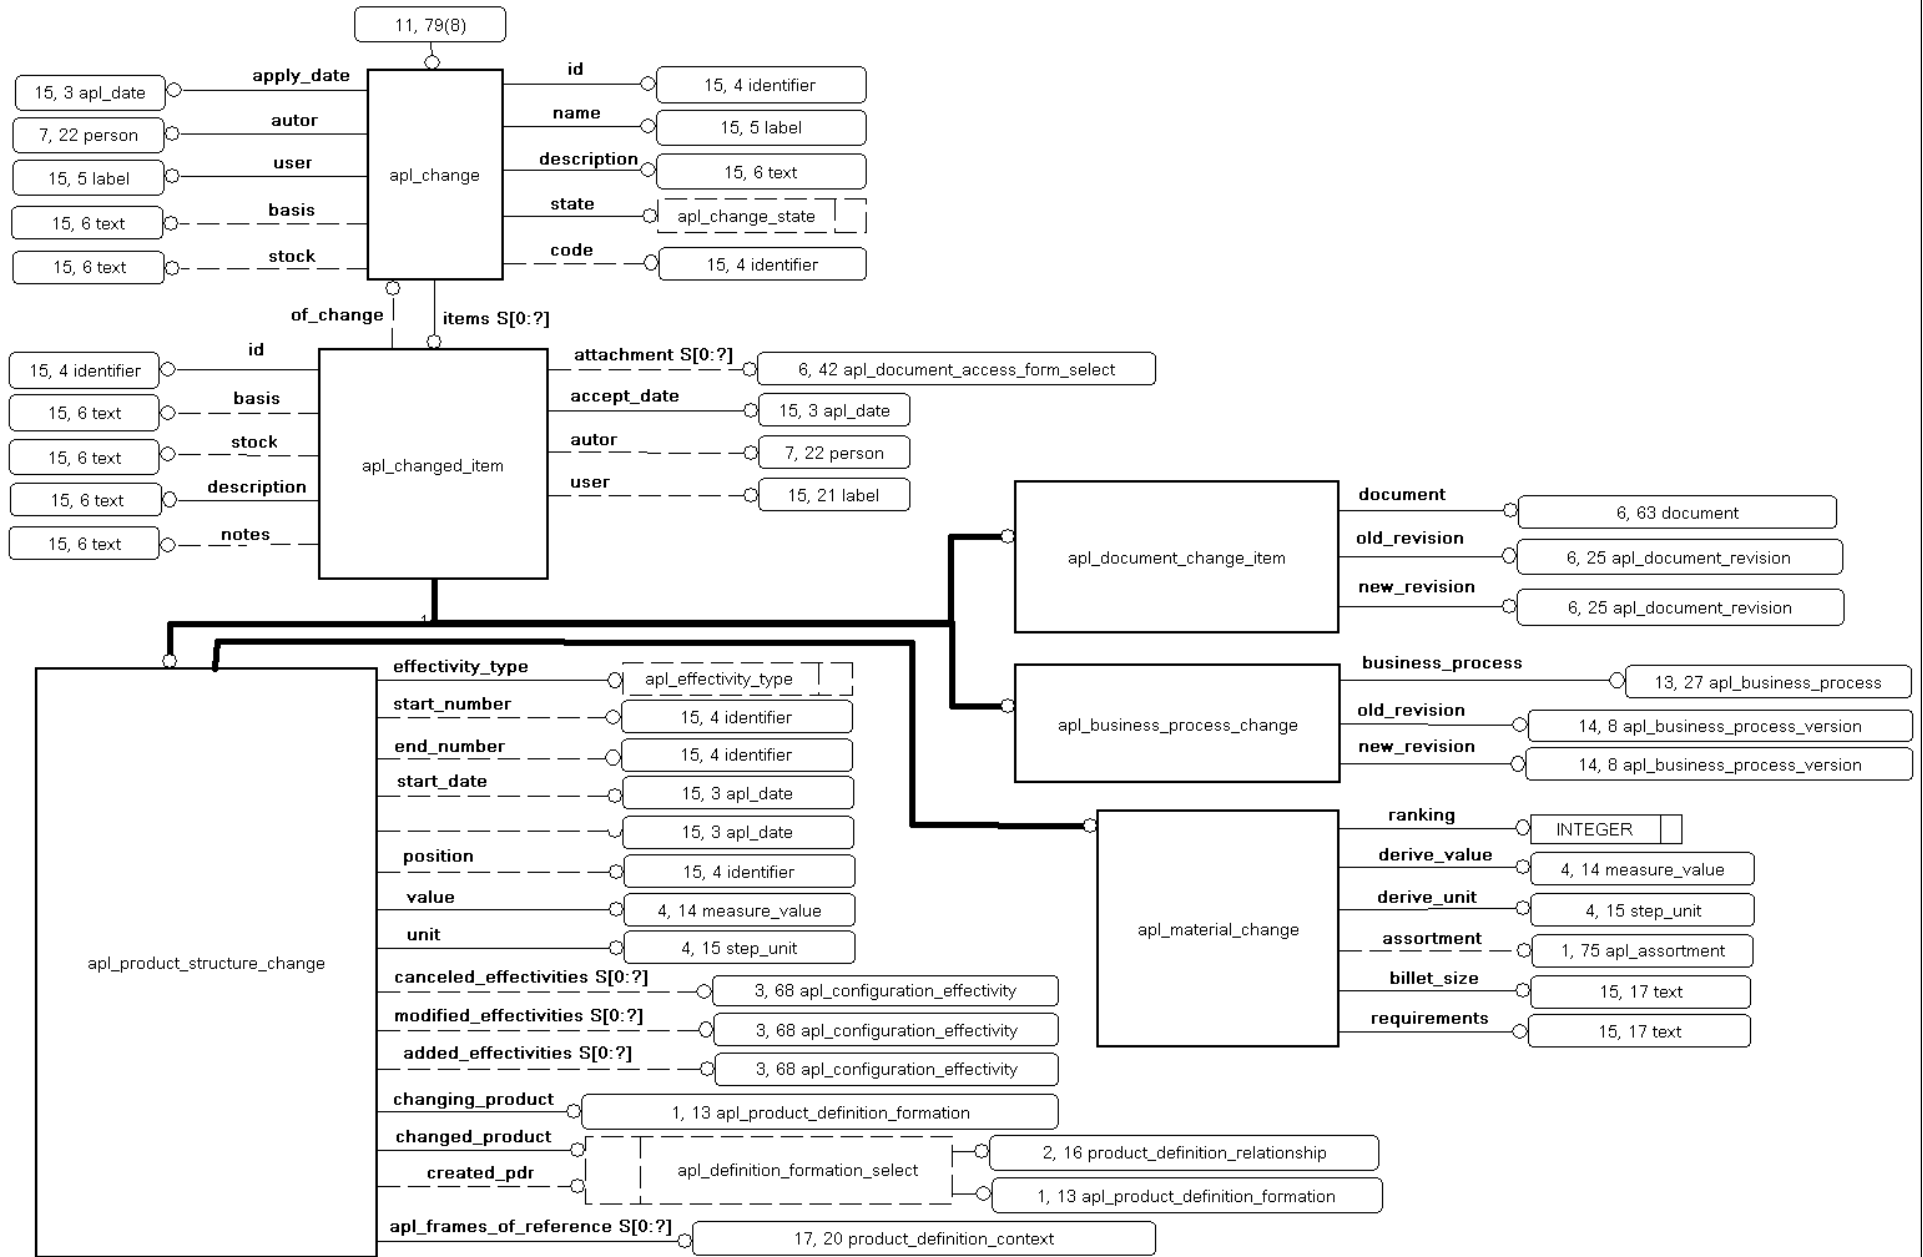 11, 79(8)
apply_date
15, 3 apl_date
autor
7, 22 person
user
15, 5 label
basis
15, 6 text
stock
15, 6 text
apl_change
id
15, 4 identifier
name
15, 5 label
description
15, 6 text
state
apl_change_state
code
15, 4 identifier
of_change
items S[0:?]
id
15, 4 identifier
basis
15, 6 text
stock
15, 6 text
description
15, 6 text
notes
15, 6 text
apl_changed_item
attachment S[0:?]
6, 42 apl_document_access_form_select
accept_date
15, 3 apl_date
autor
7, 22 person
user
15, 21 label
1
apl_document_change_item
document
6, 63 document
old_revision
6, 25 apl_document_revision
new_revision
6, 25 apl_document_revision
apl_business_process_change
business_process
13, 27 apl_business_process
old_revision
14, 8 apl_business_process_version
new_revision
14, 8 apl_business_process_version
apl_material_change
ranking
INTEGER
derive_value
4, 14 measure_value
derive_unit
4, 15 step_unit
assortment
1, 75 apl_assortment
billet_size
15, 17 text
requirements
15, 17 text
apl_product_structure_change
effectivity_type
apl_effectivity_type
start_number
15, 4 identifier
end_number
15, 4 identifier
start_date
15, 3 apl_date
15, 3 apl_date
position
15, 4 identifier
value
4, 14 measure_value
unit
4, 15 step_unit
canceled_effectivities S[0:?]
3, 68 apl_configuration_effectivity
modified_effectivities S[0:?]
3, 68 apl_configuration_effectivity
added_effectivities S[0:?]
3, 68 apl_configuration_effectivity
changing_product
1, 13 apl_product_definition_formation
changed_product
created_pdr
apl_definition_formation_select
2, 16 product_definition_relationship
1, 13 apl_product_definition_formation
apl_frames_of_reference S[0:?]
17, 20 product_definition_context